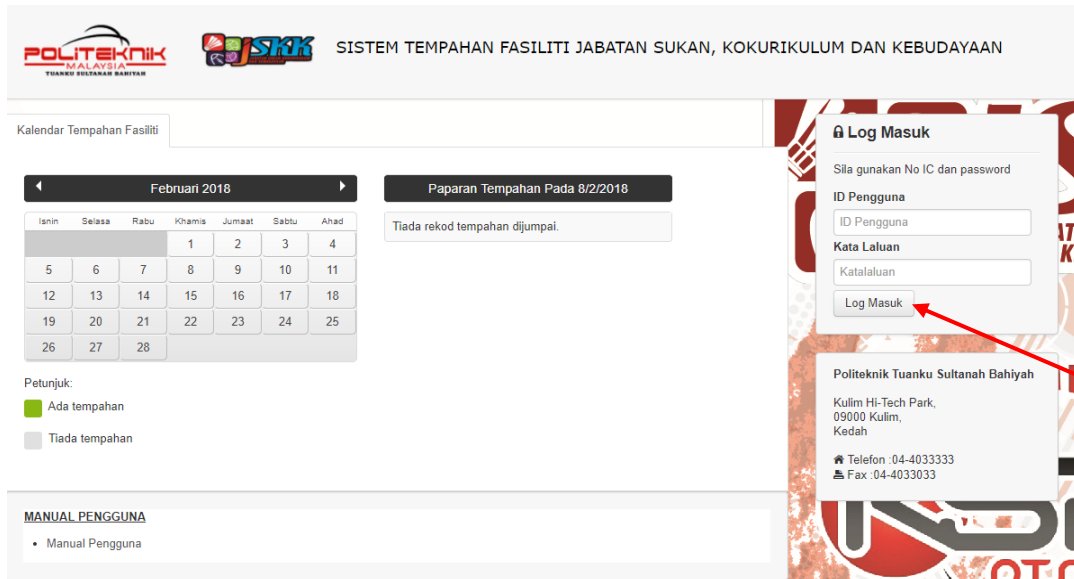 POLITEKNIK
MALAYSIA
TUANKU SULTANAH BAHIYAH
JSKK
SISTEM TEMPAHAN FASILITI JABATAN SUKAN, KOKURIKULUM DAN KEBUDAYAAN
Kalendar Tempahan Fasiliti
Februari 2018
Isnin Selasa Rabu Khamis Jumaat Sabtu Ahad
1 2 3 4
5 6 7 8 9 10 11
12 13 14 15 16 17 18
19 20 21 22 23 24 25
26 27 28
Petunjuk:
Ada tempahan
Tiada tempahan
Paparan Tempahan Pada 8/2/2018
Tiada rekod tempahan dijumpai.
Log Masuk
Sila gunakan No IC dan password
ID Pengguna
ID Pengguna
Kata Laluan
Katalaluan
Log Masuk
Politeknik Tuanku Sultanah Bahiyah
Kulim Hi-Tech Park,
09000 Kulim,
Kedah
Telefon :04-4033333
Fax :04-4033033
MANUAL PENGGUNA
• Manual Pengguna